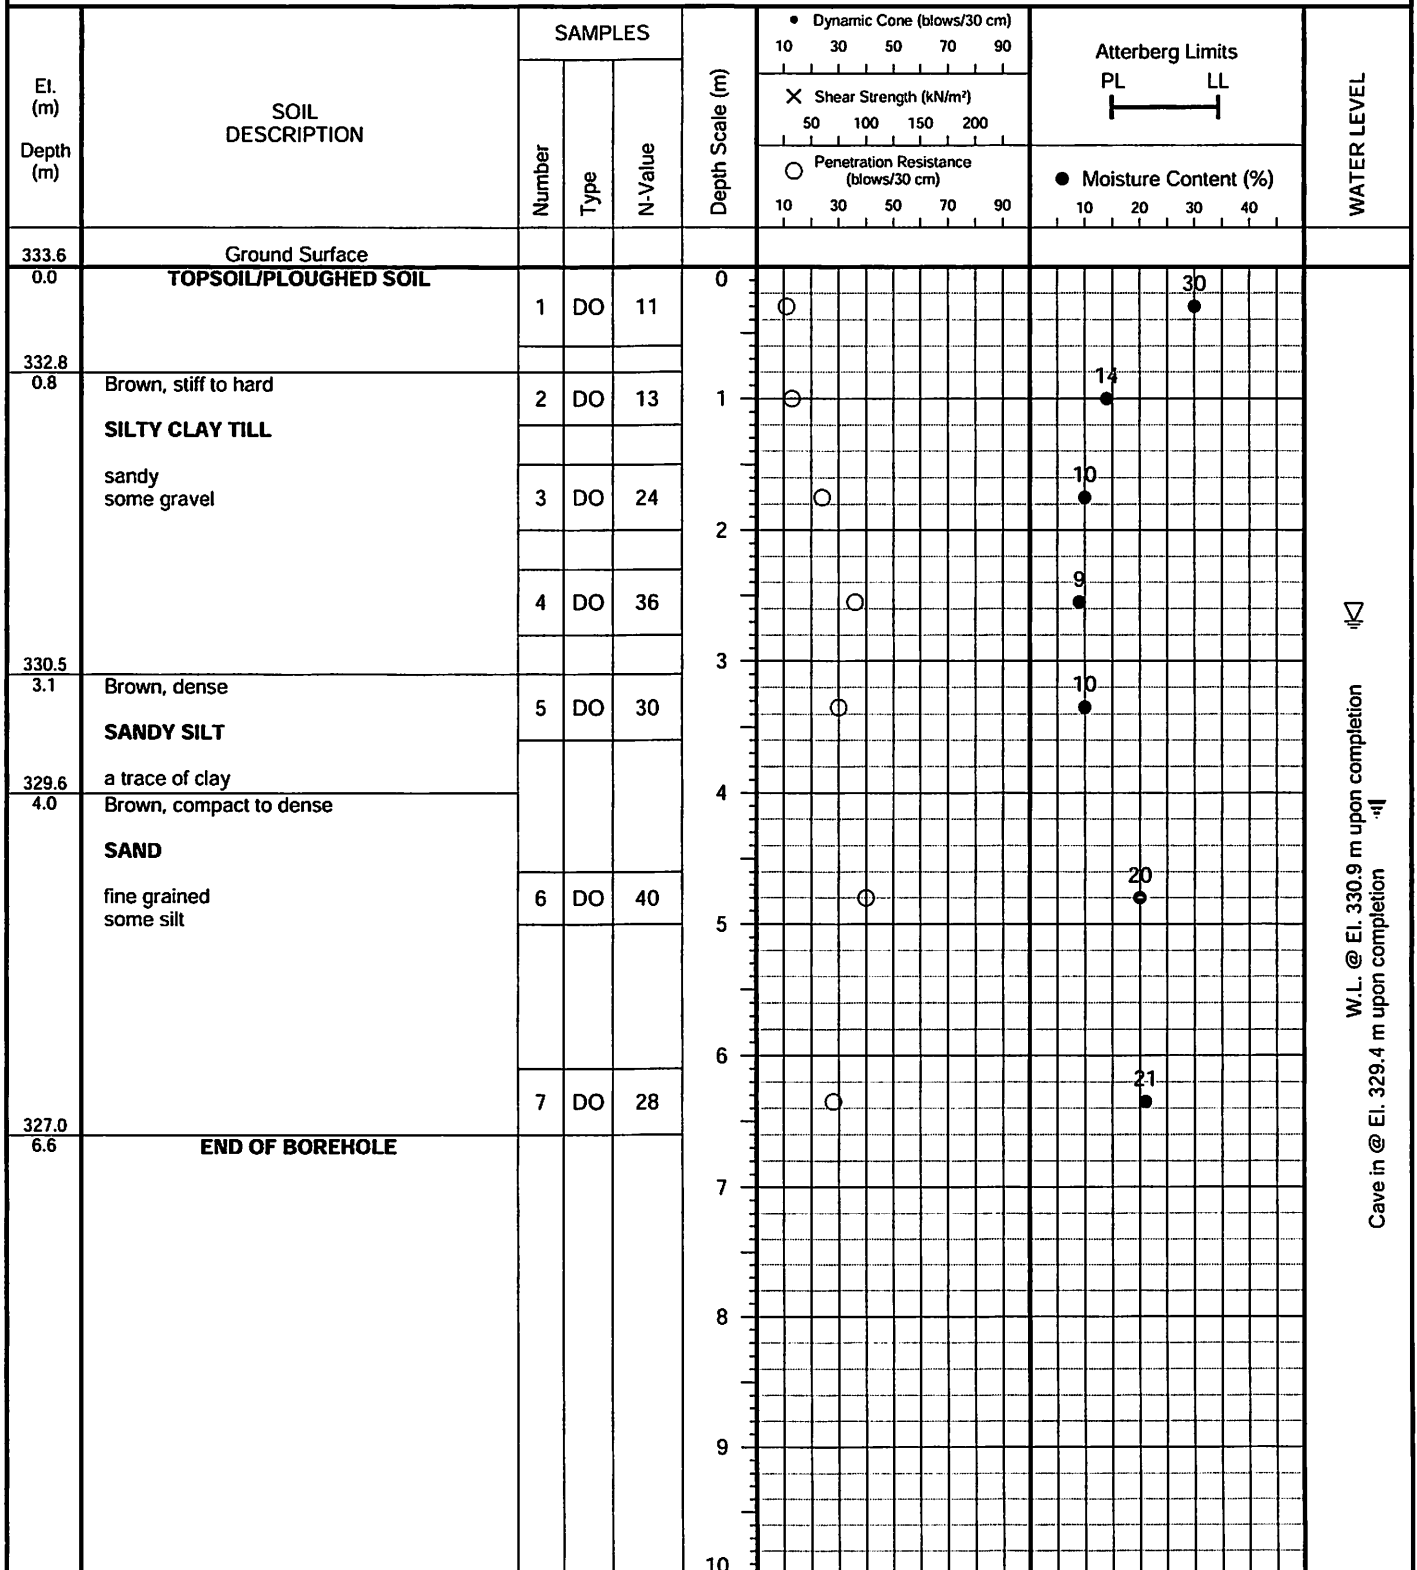 El.
(m)
Depth
(m)
SOIL
DESCRIPTION
SAMPLES
Number
Type
N-Value
Depth Scale (m)
Dynamic Cone (blows/30 cm)
10 30 50 70 90
Shear Strength (kN/m²)
50 100 150 200
Penetration Resistance
(blows/30 cm)
10 30 50 70 90
Atterberg Limits
PL LL
Moisture Content (%)
10 20 30 40
WATER LEVEL
333.6 Ground Surface
0.0 TOPSOIL/PLOUGHED SOIL 0
1 DO 11 30
332.8
0.8 Brown, stiff to hard
2 DO 13 1 14
SILTY CLAY TILL
sandy
some gravel
3 DO 24 10
2
4 DO 36 9
330.5 3
3.1 Brown, dense
5 DO 30 10
SANDY SILT
a trace of clay
329.6 4
4.0 Brown, compact to dense
SAND
fine grained
some silt
6 DO 40 20
5
6
7 DO 28 21
327.0
6.6 END OF BOREHOLE
7
8
9
10
W.L. @ El. 330.9 m upon completion
Cave in @ El. 329.4 m upon completion